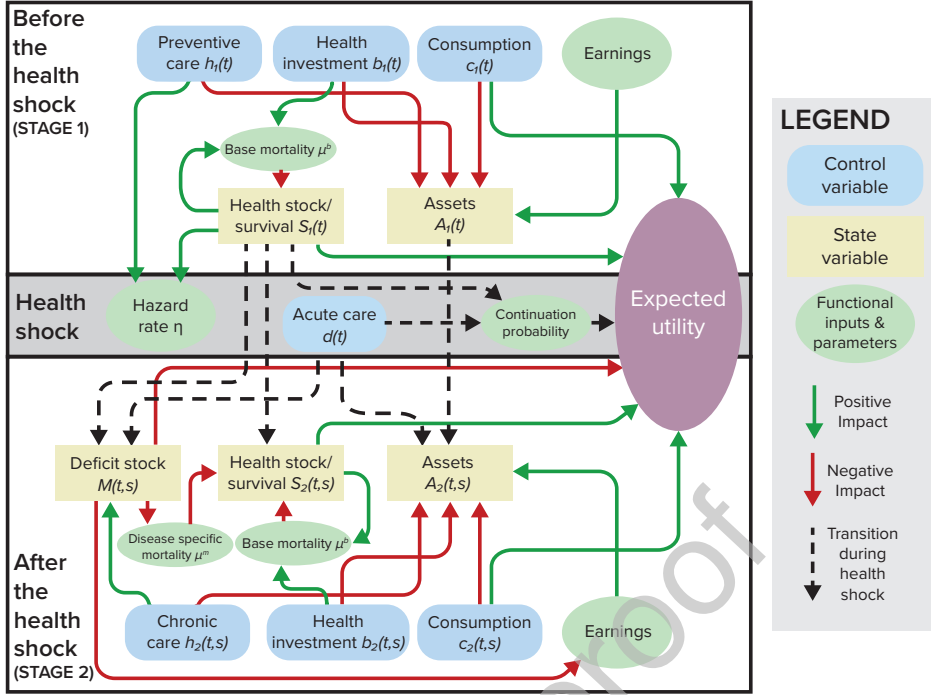 Before
the
health
shock
(STAGE 1)
Preventive
care h₁(t)
Health
investment b₁(t)
Consumption
c₁(t)
Earnings
Base mortality μᵇ
Health stock/
survival S₁(t)
Assets
A₁(t)
Health
shock
Hazard
rate η
Acute care
d(t)
Continuation
probability
Expected
utility
Deficit stock
M(t,s)
Health stock/
survival S₂(t,s)
Assets
A₂(t,s)
Disease specific
mortality μᵐ
Base mortality μᵇ
After
the
health
shock
(STAGE 2)
Chronic
care h₂(t,s)
Health
investment b₂(t,s)
Consumption
c₂(t,s)
Earnings
LEGEND
Control
variable
State
variable
Functional
inputs &
parameters
Positive
Impact
Negative
Impact
Transition
during
health
shock
proof